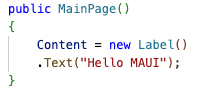 public MainPage()
{
Content = new Label()
.Text("Hello MAUI");
}